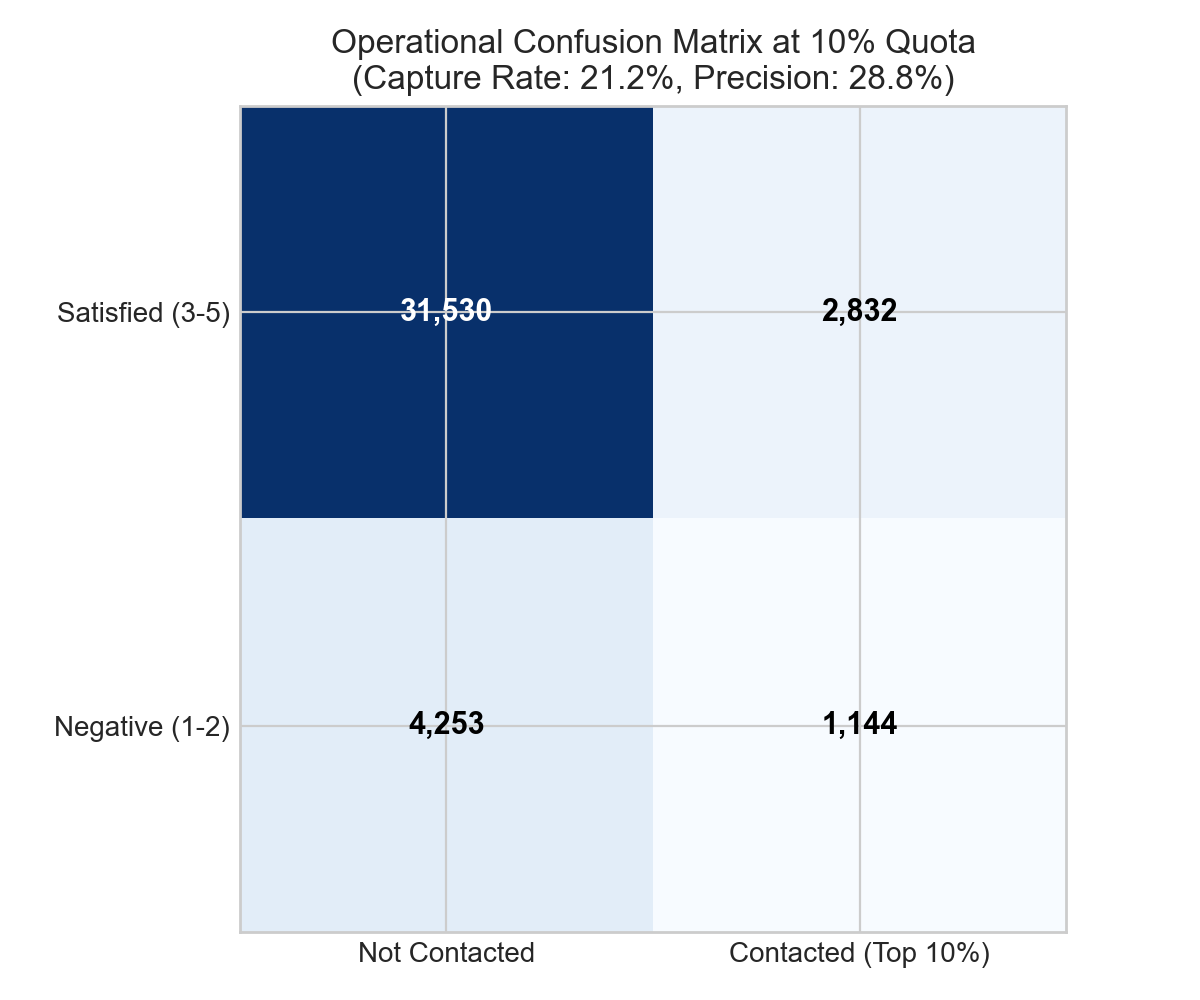 Operational Confusion Matrix at 10% Quota
(Capture Rate: 21.2%, Precision: 28.8%)
Satisfied (3-5)
31,530
2,832
Negative (1-2)
4,253
1,144
Not Contacted
Contacted (Top 10%)